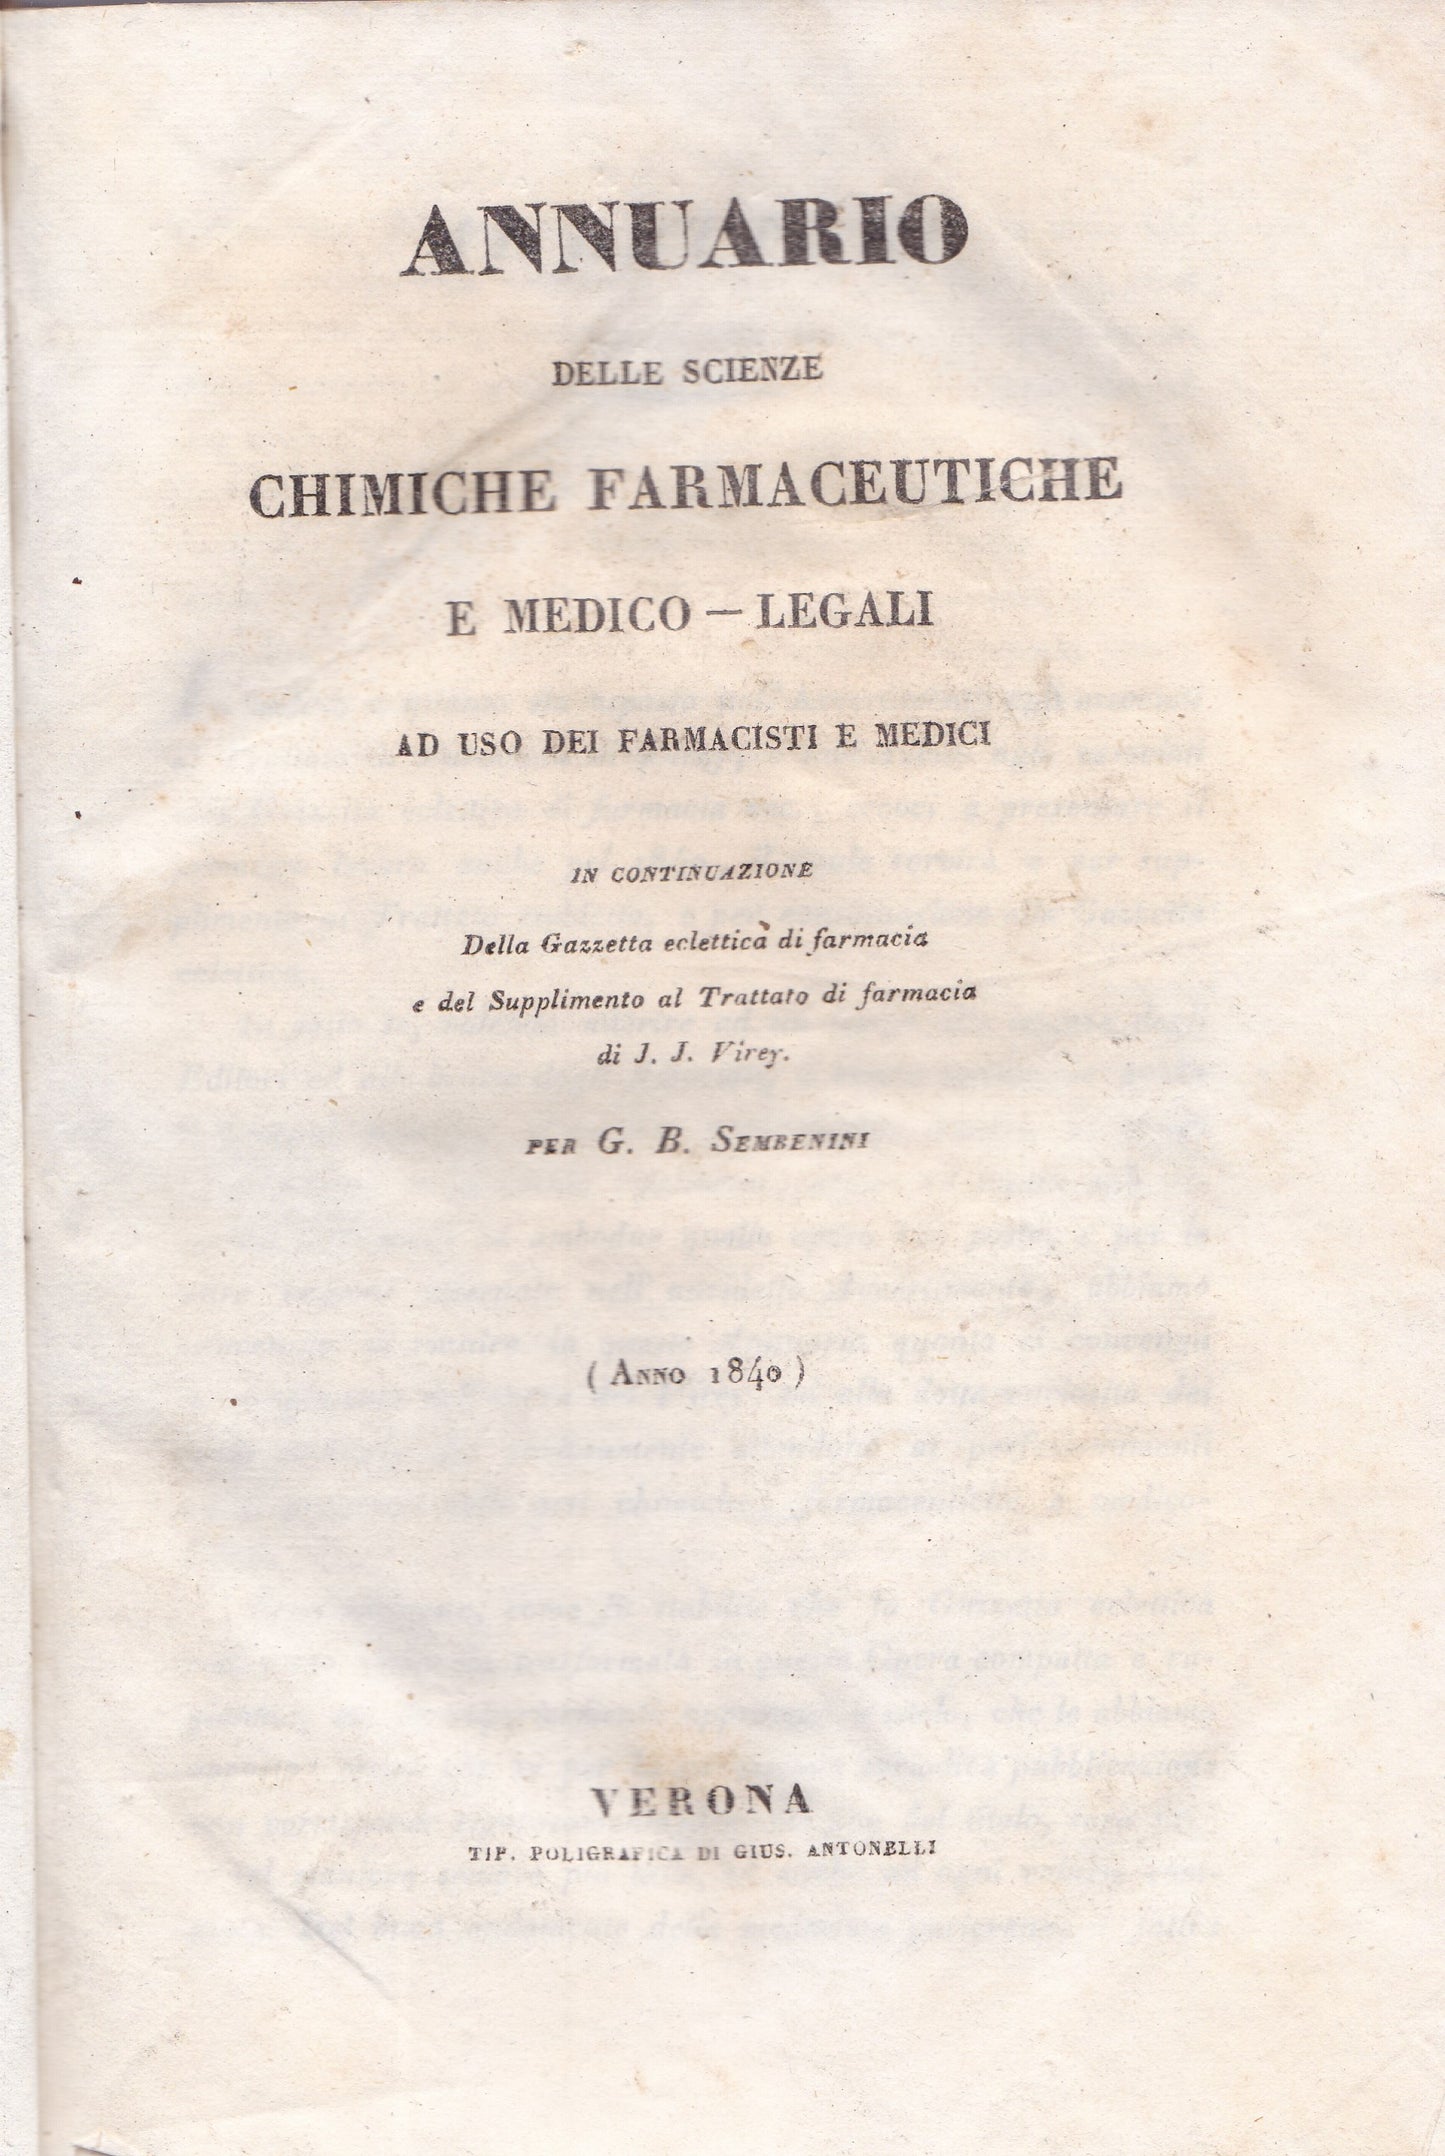 ANNUARIO
DELLE SCIENZE
CHIMICHE FARMACEUTICHE
E MEDICO — LEGALI
AD USO DEI FARMACISTI E MEDICI
IN CONTINUAZIONE
Della Gazzetta eclettica di farmacia
e del Supplimento al Trattato di farmacia
di J. J. Virey.
PER G. B. SEMBENINI
( ANNO 1840 )
VERONA
TIP. POLIGRAFICA DI GIUS. ANTONELLI